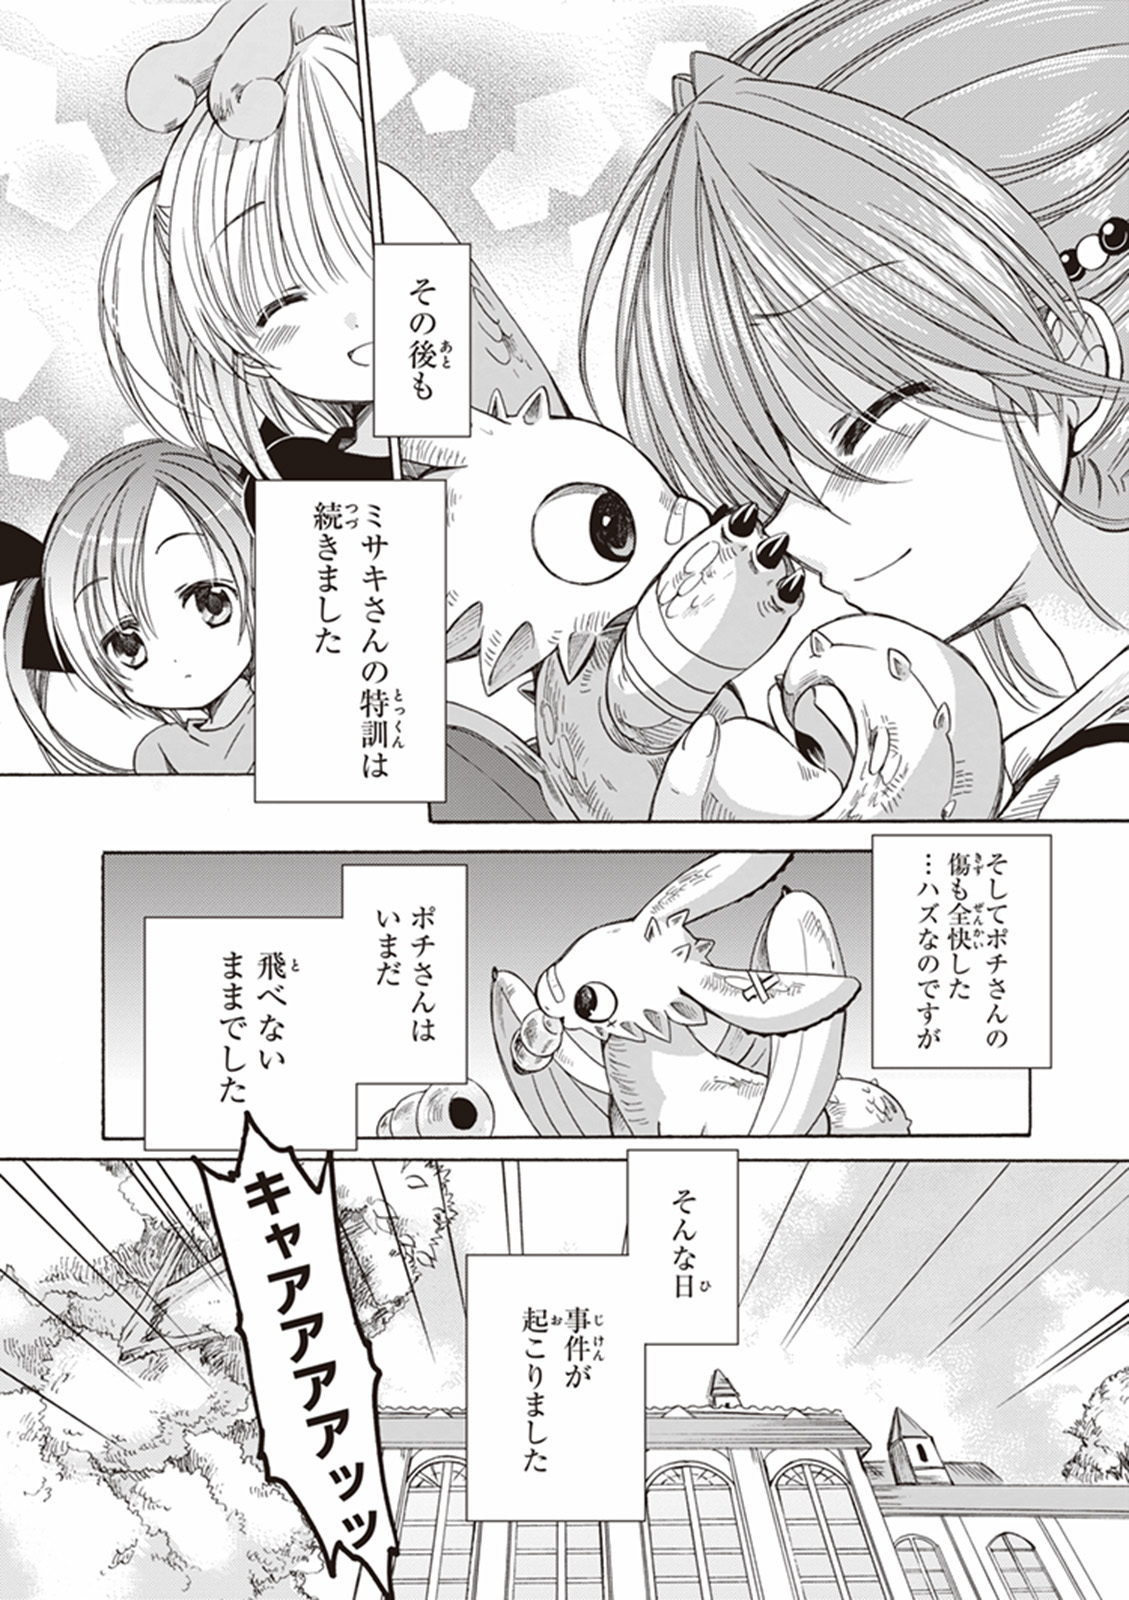 その後も
ミサキさんの特訓は
続きました
そしてポチさんの
傷も全快した
…ハズなのですが
ポチさんは
いまだ
飛べない
ままでした
キャアアアアッッ
そんな日
事件が
起こりました